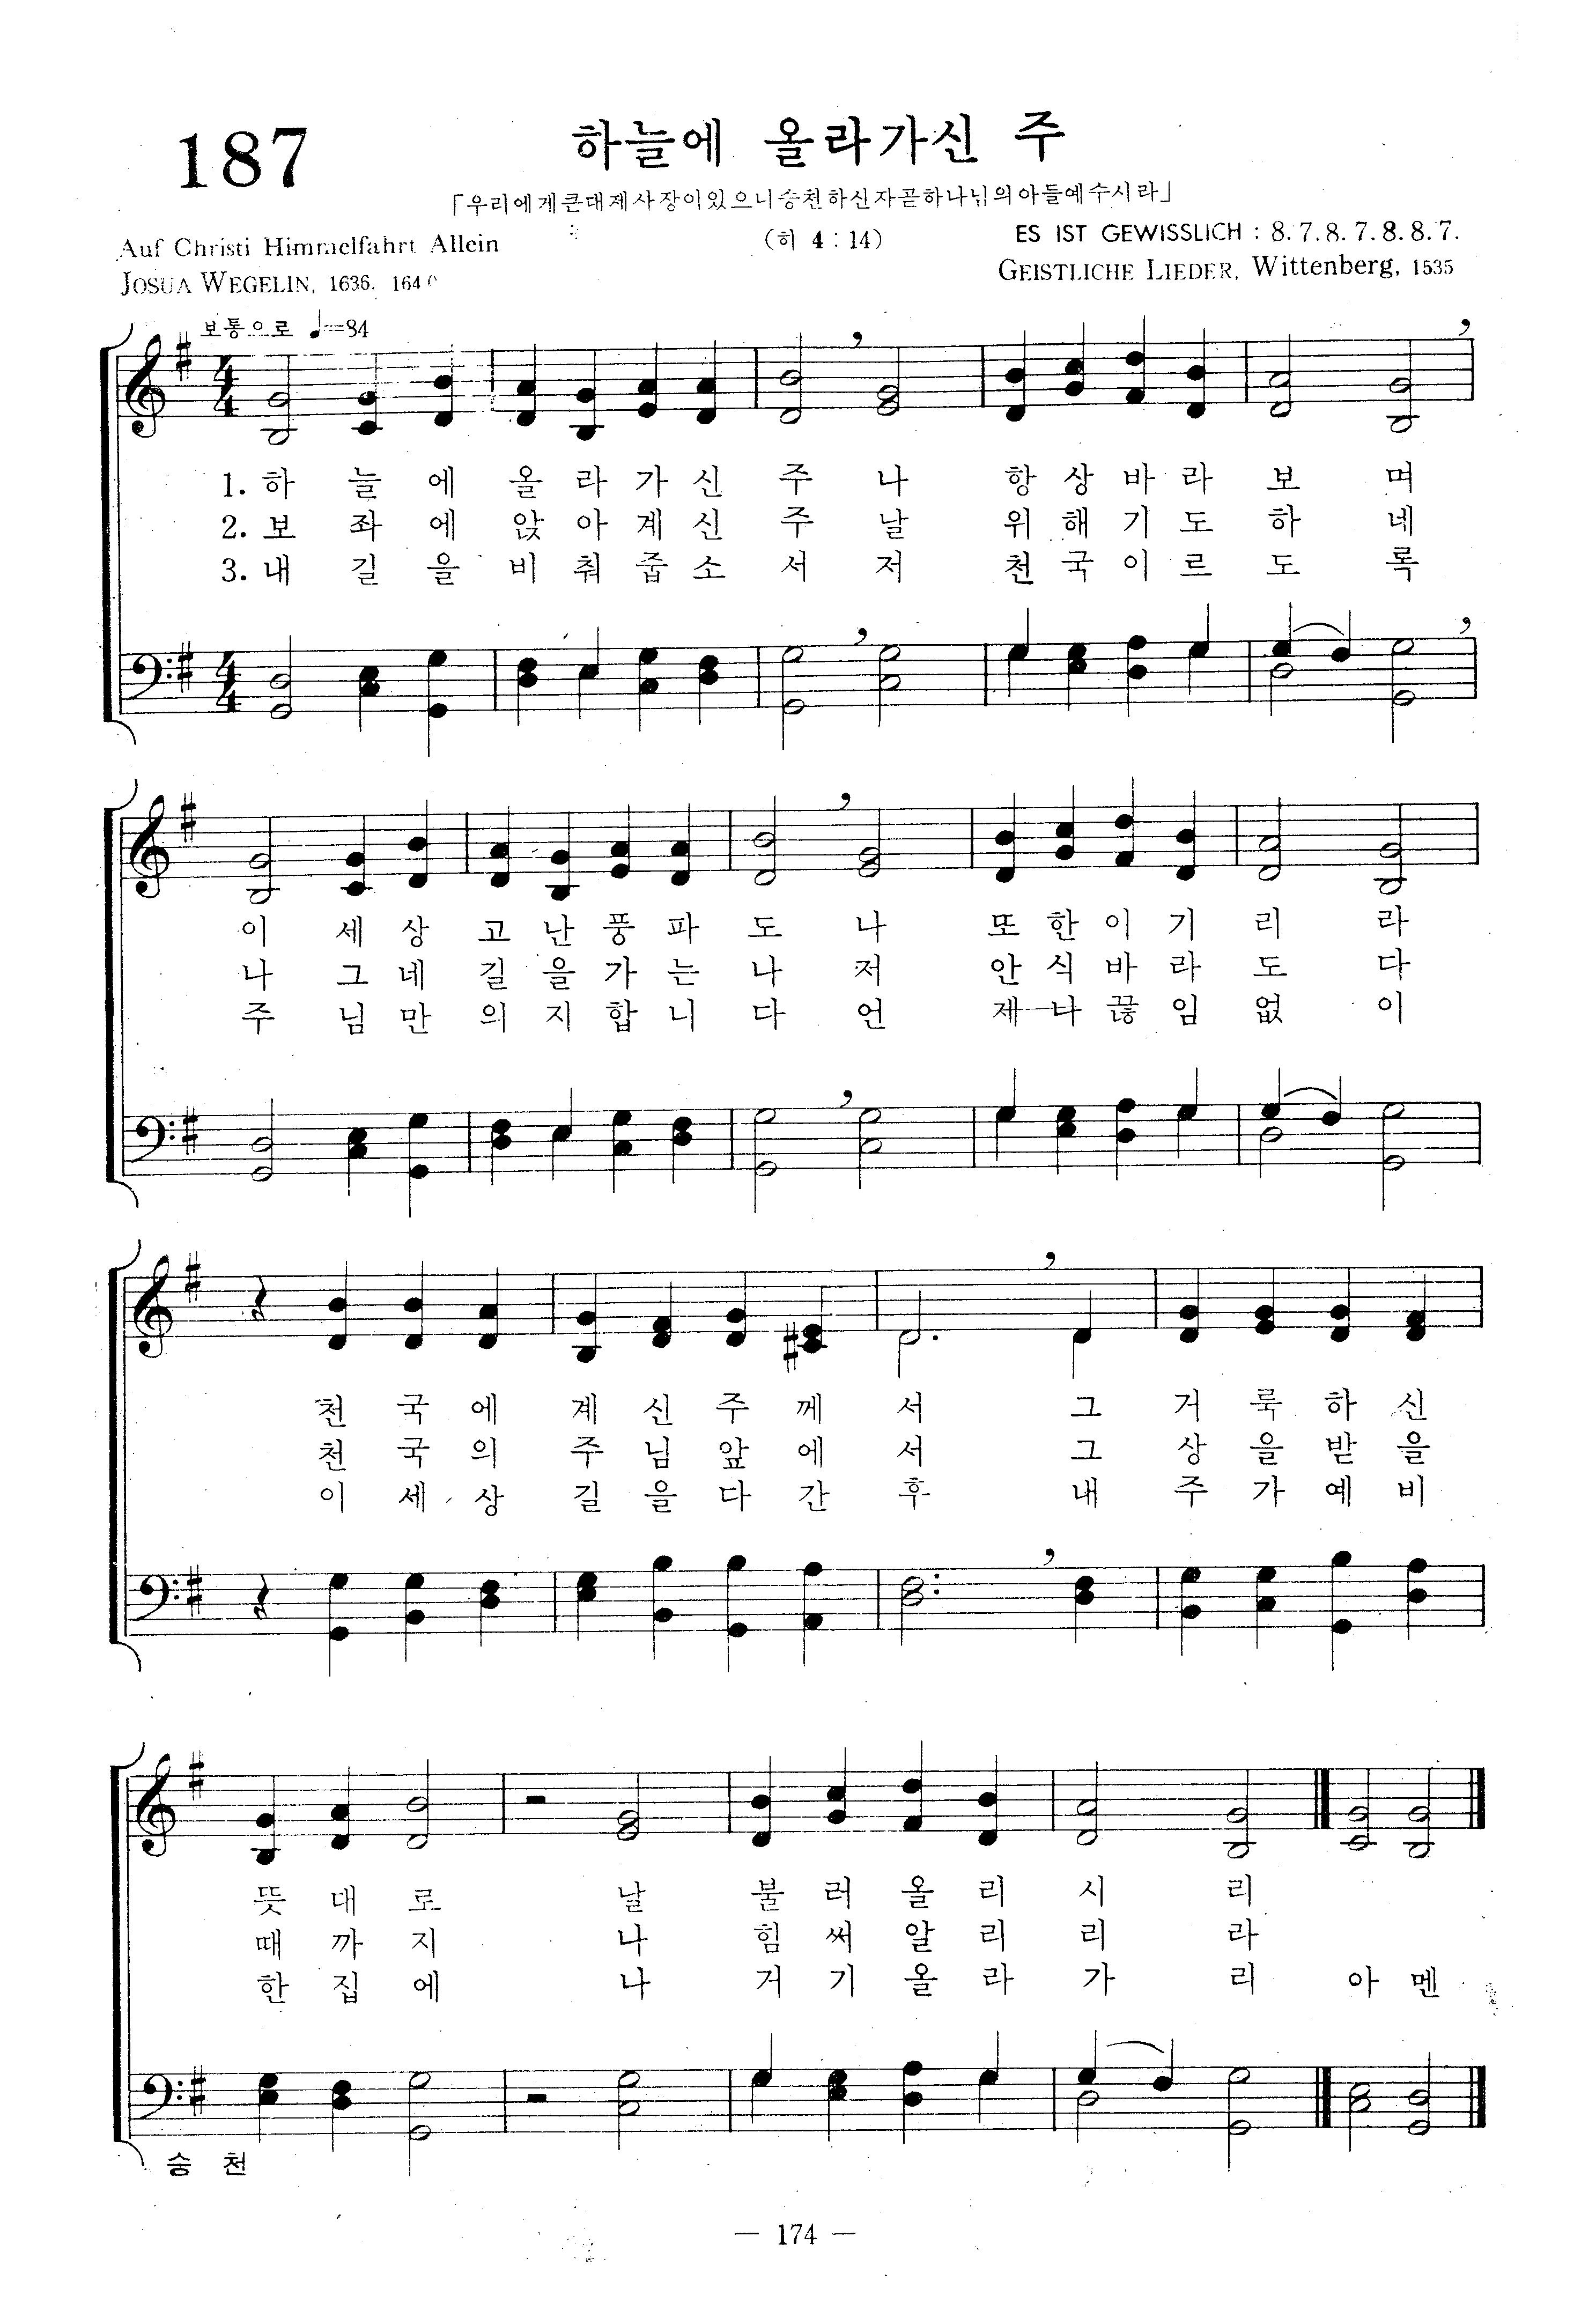 187
하늘에 올라가신 주
「우리에게큰대제사장이있으니승천하신자곧하나님의아들예수시라」
(히 4 : 14)
Auf Christi Himmelfahrt Allein
JOSUA WEGELIN, 1636, 1640
ES IST GEWISSLICH : 8. 7. 8. 7. 8. 8. 7.
GEISTLICHE LIEDER, Wittenberg, 1535
보통으로 ♩=84
1. 하 늘 에 올 라 가 신 주 나 항 상 바 라 보 며
2. 보 좌 에 앉 아 계 신 주 날 위 해 기 도 하 네
3. 내 길 을 비 춰 줍 소 서 저 천 국 이 르 도 록
이 세 상 고 난 풍 파 도 나 또 한 이 기 리 라
나 그 네 길 을 가 는 나 저 안 식 바 라 도 다
주 님 만 의 지 합 니 다 언 제 나 끊 임 없 이
천 국 에 계 신 주 께 서 그 거 룩 하 신
천 국 의 주 님 앞 에 서 그 상 을 받 을
이 세 상 길 을 다 간 후 내 주 가 예 비
뜻 대 로 날 불 러 올 리 시 리
때 까 지 나 힘 써 알 리 리 라
한 집 에 나 거 기 올 라 가 리 아 멘
승 천
— 174 —